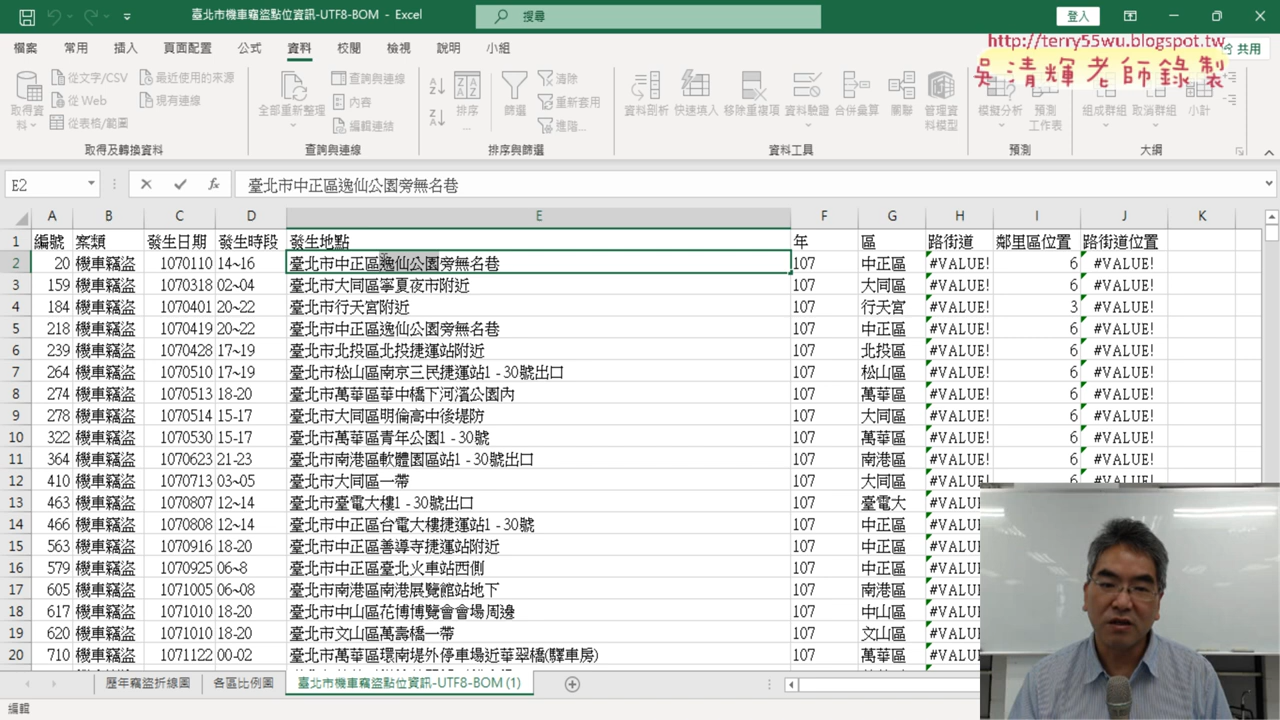 臺北市機車竊盜點位資訊-UTF8-BOM - Excel
搜尋
登入
檔案 常用 插入 頁面配置 公式 資料 校閱 檢視 說明 小組
共用
http://terry55wu.blogspot.tw
吳清輝老師錄製
取得資料
從文字/CSV
從 Web
從表格/範圍
最近使用的來源
現有連線
取得及轉換資料
全部重新整理
查詢與連線
內容
編輯連結
查詢與連線
排序
篩選
清除
重新套用
進階...
排序與篩選
資料剖析 快速填入 移除重複項 資料驗證 合併彙算 關聯 管理資料模型
資料工具
模擬分析 預測工作表
預測
組成群組 取消群組 小計
大綱
E2
fx
臺北市中正區逸仙公園旁無名巷
A B C D E F G H I J K
1 編號 案類 發生日期 發生時段 發生地點 年 區 路街道 鄰里區位置 路街道位置
2 20 機車竊盜 1070110 14~16 臺北市中正區逸仙公園旁無名巷 107 中正區 #VALUE! 6 #VALUE!
3 159 機車竊盜 1070318 02~04 臺北市大同區寧夏夜市附近 107 大同區 #VALUE! 6 #VALUE!
4 184 機車竊盜 1070401 20~22 臺北市行天宮附近 107 行天宮 #VALUE! 3 #VALUE!
5 218 機車竊盜 1070419 20~22 臺北市中正區逸仙公園旁無名巷 107 中正區 #VALUE! 6 #VALUE!
6 239 機車竊盜 1070428 17~19 臺北市北投區北投捷運站附近 107 北投區 #VALUE! 6 #VALUE!
7 264 機車竊盜 1070510 17~19 臺北市松山區南京三民捷運站1 - 30號出口 107 松山區 #VALUE! 6 #VALUE!
8 274 機車竊盜 1070513 18-20 臺北市萬華區華中橋下河濱公園內 107 萬華區 #VALUE! 6 #VALUE!
9 278 機車竊盜 1070514 15-17 臺北市大同區明倫高中後堤防 107 大同區 #VALUE! 6 #VALUE!
10 322 機車竊盜 1070530 15-17 臺北市萬華區青年公園1 - 30號 107 萬華區 #VALUE! 6 #VALUE!
11 364 機車竊盜 1070623 21-23 臺北市南港區軟體園區站1 - 30號出口 107 南港區 #VALUE! 6 #VALUE!
12 410 機車竊盜 1070713 03~05 臺北市大同區一帶 107 大同區 #VALUE! 6 #VALUE!
13 463 機車竊盜 1070807 12~14 臺北市臺電大樓1 - 30號出口 107 臺電大 #VALUE!
14 466 機車竊盜 1070808 12~14 臺北市中正區台電大樓捷運站1 - 30號 107 中正區 #VALUE!
15 563 機車竊盜 1070916 18-20 臺北市中正區善導寺捷運站附近 107 中正區 #VALUE!
16 579 機車竊盜 1070925 06~8 臺北市中正區臺北火車站西側 107 中正區 #VALUE!
17 605 機車竊盜 1071005 06~08 臺北市南港區南港展覽館站地下 107 南港區 #VALUE!
18 617 機車竊盜 1071010 18-20 臺北市中山區花博博覽會會場周邊 107 中山區 #VALUE!
19 620 機車竊盜 1071010 18-20 臺北市文山區萬壽橋一帶 107 文山區 #VALUE!
20 710 機車竊盜 1071122 00-02 臺北市萬華區環南堤外停車場近華翠橋(驛車房) 107 萬華區 #VALUE!
歷年竊盜折線圖 各區比例圖 臺北市機車竊盜點位資訊-UTF8-BOM (1)
編輯